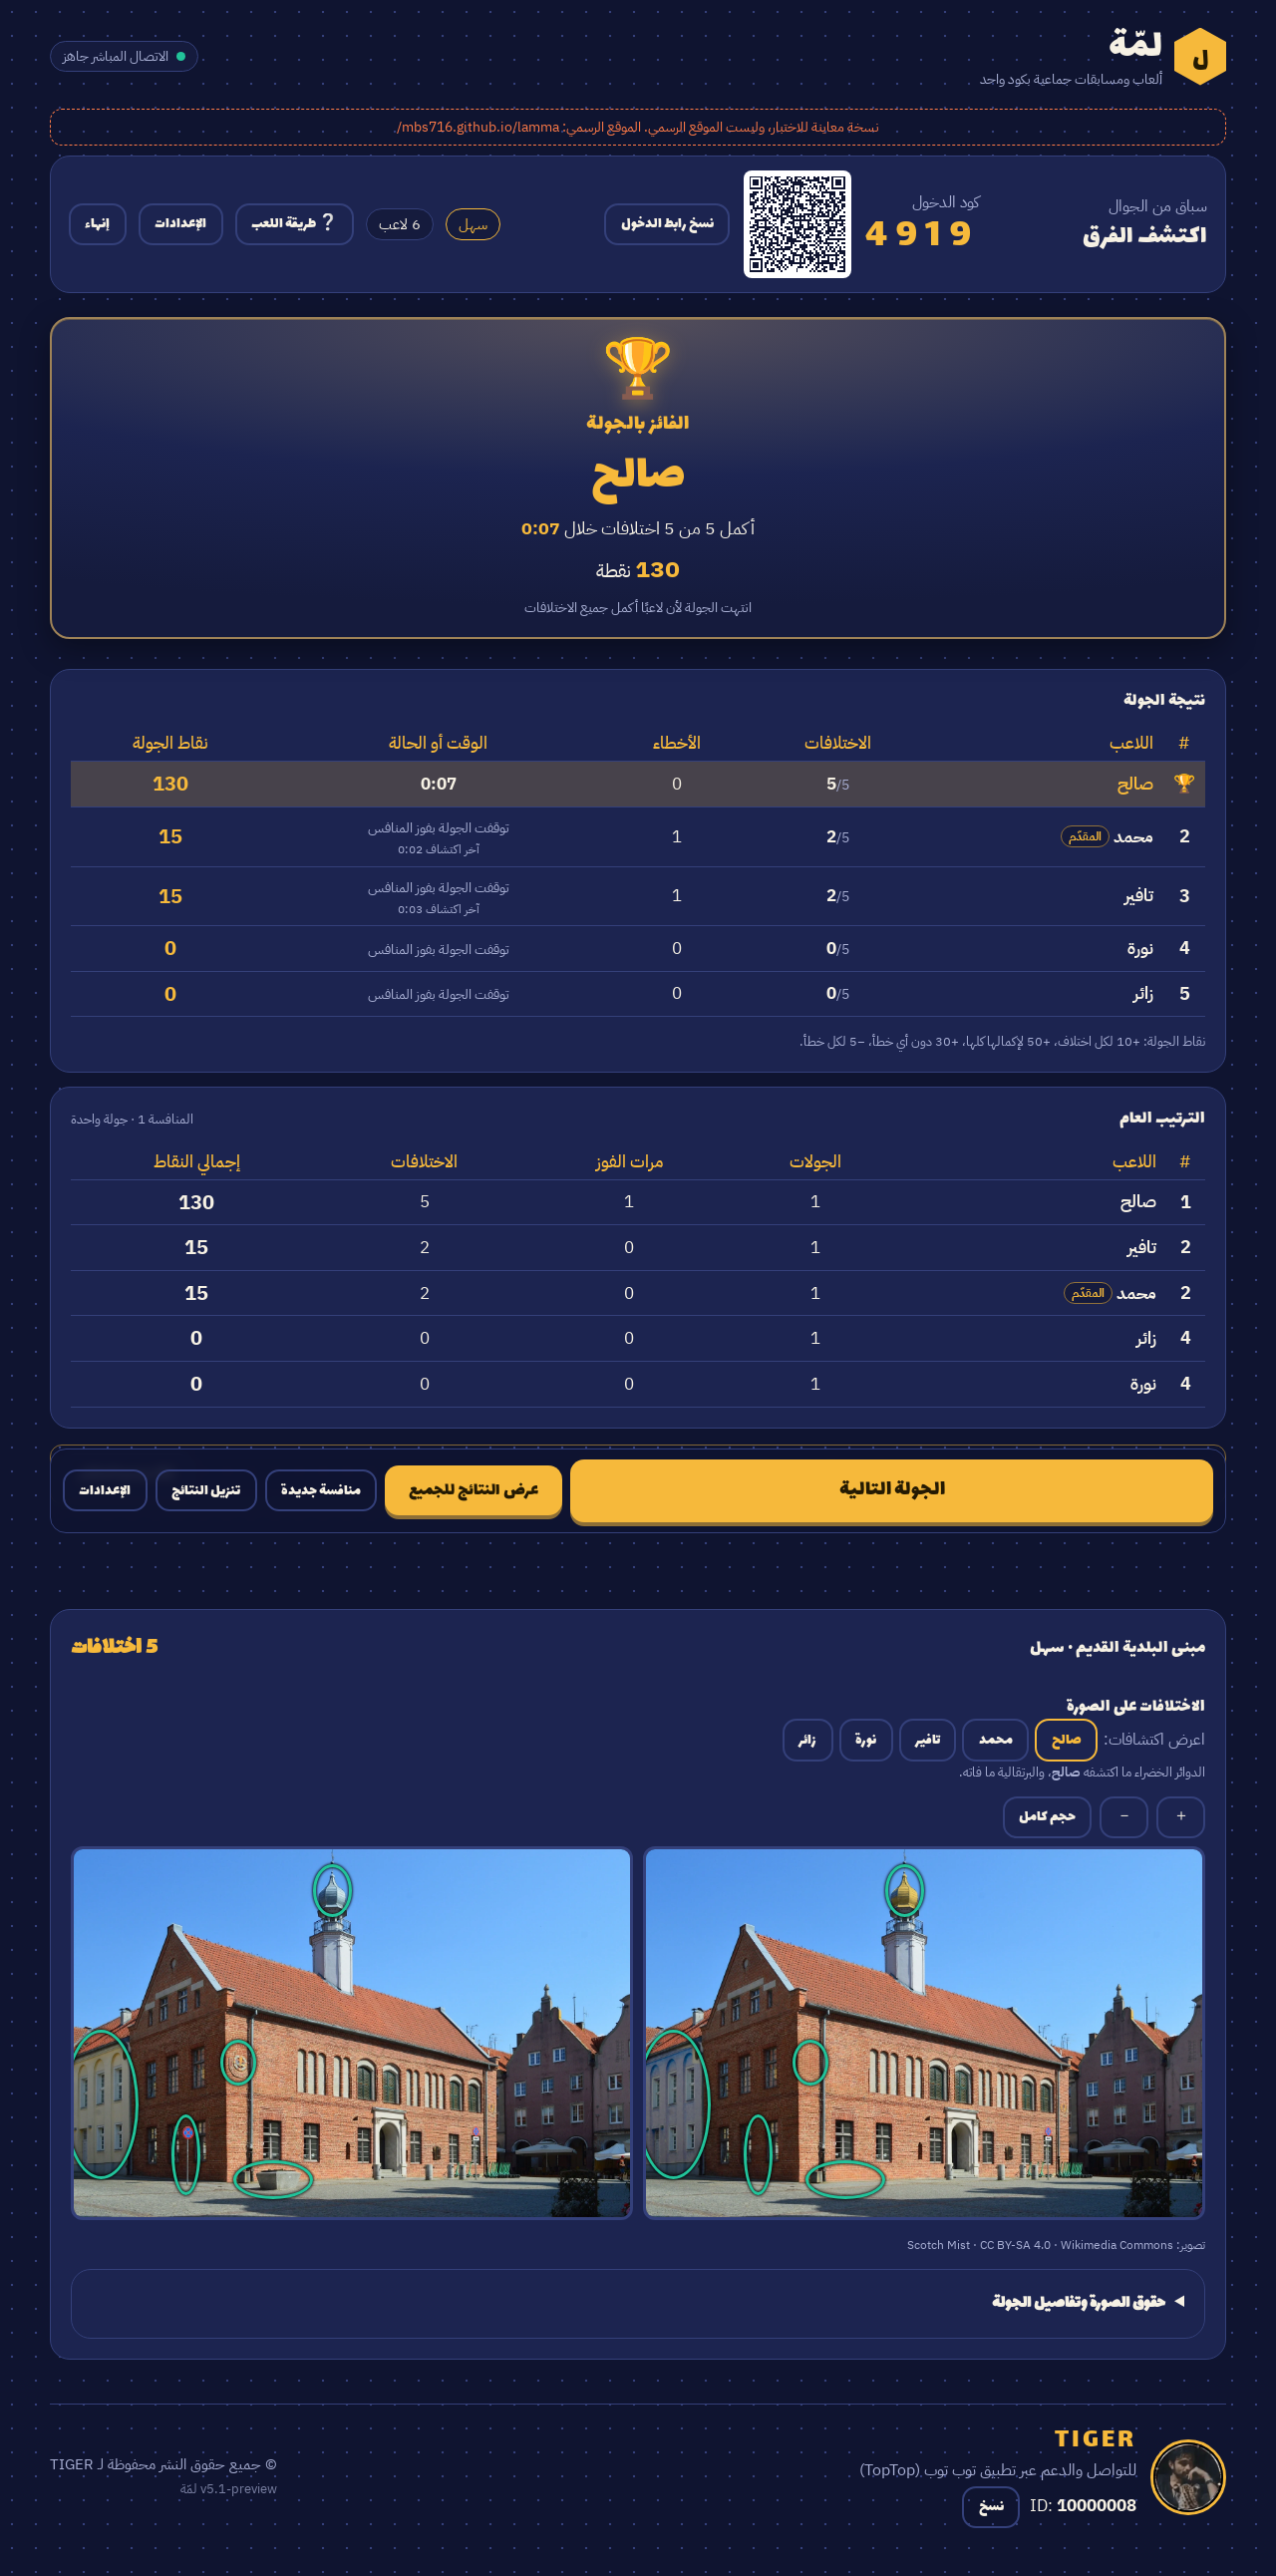 ل
لمّة
ألعاب ومسابقات جماعية بكود واحد
الاتصال المباشر جاهز
نسخة معاينة للاختبار، وليست الموقع الرسمي. الموقع الرسمي: mbs716.github.io/lamma/
سباق من الجوال
اكتشف الفرق
كود الدخول
4919
نسخ رابط الدخول
سهل
6 لاعب
❔ طريقة اللعب
الإعدادات
إنهاء
الفائز بالجولة
صالح
أكمل 5 من 5 اختلافات خلال 0:07
130 نقطة
انتهت الجولة لأن لاعبًا أكمل جميع الاختلافات
نتيجة الجولة
# اللاعب الاختلافات الأخطاء الوقت أو الحالة نقاط الجولة
🏆 صالح 5/5 0 0:07 130
2 محمد المقدّم 2/5 1 توقفت الجولة بفوز المنافس 15
آخر اكتشاف 0:02
3 تافير 2/5 1 توقفت الجولة بفوز المنافس 15
آخر اكتشاف 0:03
4 نورة 0/5 0 توقفت الجولة بفوز المنافس 0
5 زائر 0/5 0 توقفت الجولة بفوز المنافس 0
نقاط الجولة: +10 لكل اختلاف، +50 لإكمالها كلها، +30 دون أي خطأ، −5 لكل خطأ.
الترتيب العام
المنافسة 1 · جولة واحدة
# اللاعب الجولات مرات الفوز الاختلافات إجمالي النقاط
1 صالح 1 1 5 130
2 تافير 1 0 2 15
2 محمد المقدّم 1 0 2 15
4 زائر 1 0 0 0
4 نورة 1 0 0 0
الجولة التالية
عرض النتائج للجميع
منافسة جديدة
تنزيل النتائج
الإعدادات
مبنى البلدية القديم · سهل
5 اختلافات
الاختلافات على الصورة
اعرض اكتشافات: صالح محمد تافير نورة زائر
الدوائر الخضراء ما اكتشفه صالح، والبرتقالية ما فاته.
+ − حجم كامل
تصوير: Scotch Mist · CC BY-SA 4.0 · Wikimedia Commons
◀ حقوق الصورة وتفاصيل الجولة
TIGER
للتواصل والدعم عبر تطبيق توب توب (TopTop)
ID: 10000008 نسخ
© جميع حقوق النشر محفوظة لـ TIGER
لمّة v5.1-preview